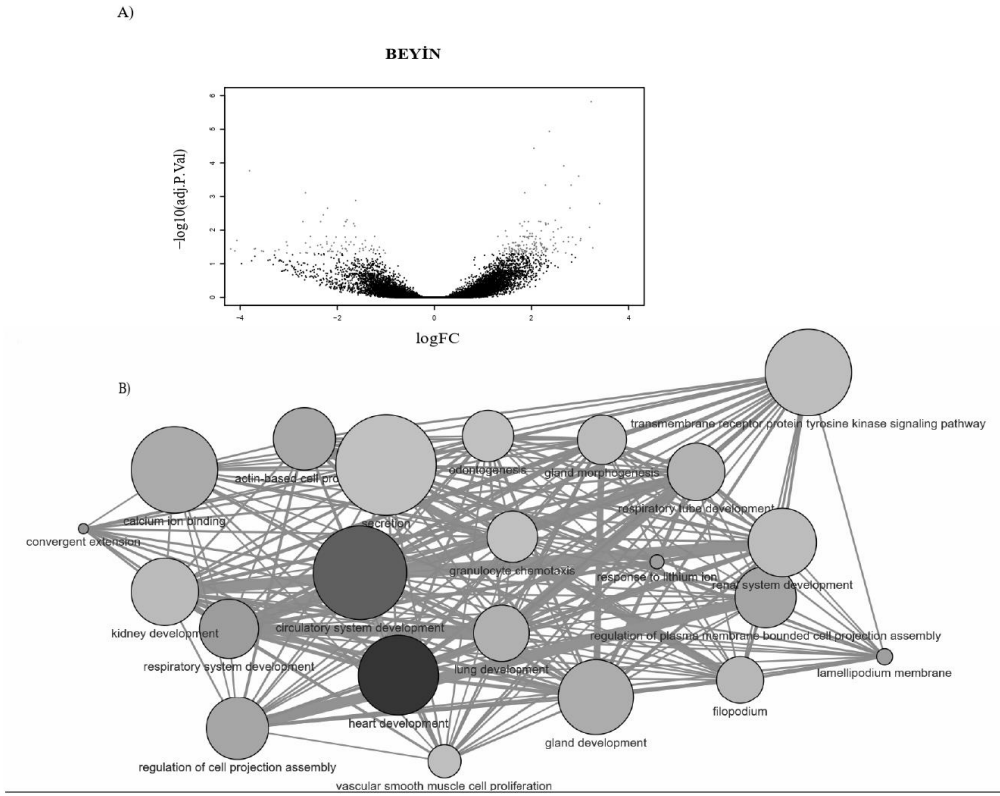 A)
BEYİN
−log10(adj.P.Val)
6
5
4
3
2
1
0
−4
−2
0
2
4
logFC
B)
transmembrane receptor protein tyrosine kinase signaling pathway
odontogenesis
gland morphogenesis
actin-based cell pro
respiratory tube development
calcium ion binding
secretion
convergent extension
granulocyte chemotaxis
response to lithium ion
renal system development
kidney development
circulatory system development
regulation of plasma membrane bounded cell projection assembly
respiratory system development
lung development
lamellipodium membrane
heart development
filopodium
gland development
regulation of cell projection assembly
vascular smooth muscle cell proliferation